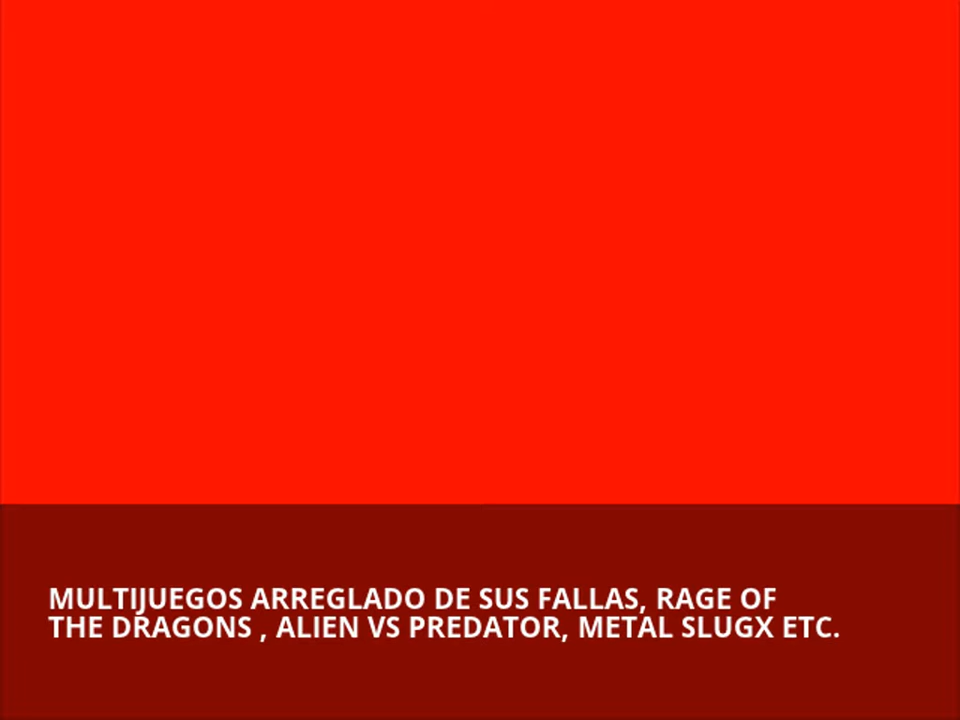 MULTIJUEGOS ARREGLADO DE SUS FALLAS, RAGE OF
THE DRAGONS , ALIEN VS PREDATOR, METAL SLUGX ETC.